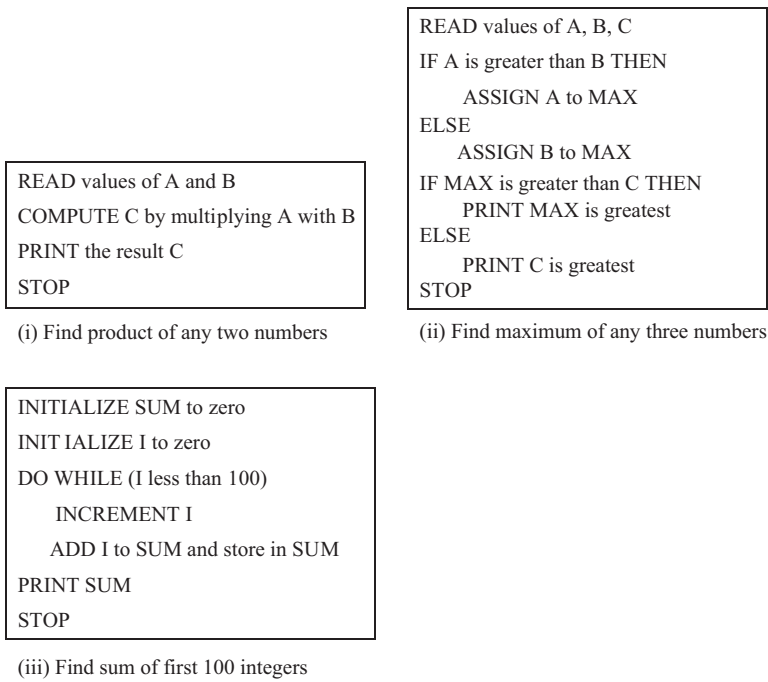 READ values of A and B
COMPUTE C by multiplying A with B
PRINT the result C
STOP
(i) Find product of any two numbers
READ values of A, B, C
IF A is greater than B THEN
ASSIGN A to MAX
ELSE
ASSIGN B to MAX
IF MAX is greater than C THEN
PRINT MAX is greatest
ELSE
PRINT C is greatest
STOP
(ii) Find maximum of any three numbers
INITIALIZE SUM to zero
INIT IALIZE I to zero
DO WHILE (I less than 100)
INCREMENT I
ADD I to SUM and store in SUM
PRINT SUM
STOP
(iii) Find sum of first 100 integers